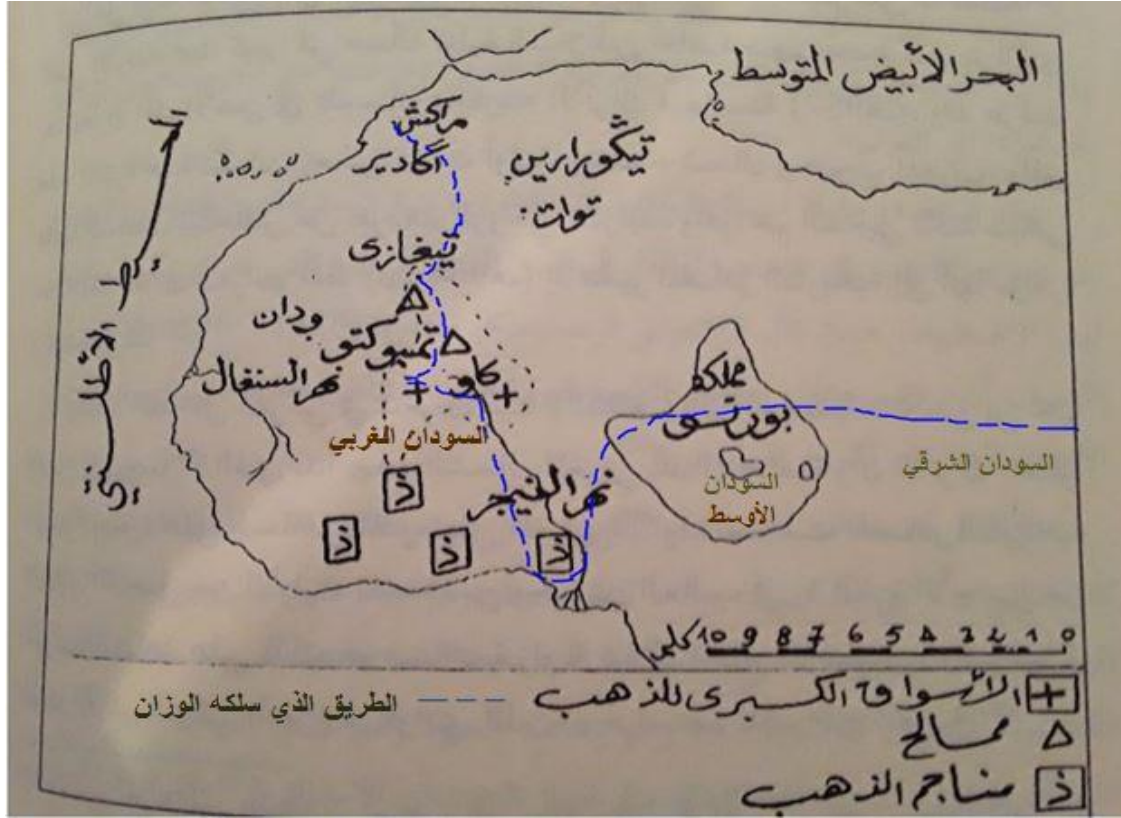 البحر الأبيض المتوسط
مراكش
أكادير
تيكورارين
توات
تيغازى
ودان
تمبوكتو
كاو
نهر السنغال
مملكة
بورنو
السودان الغربي
السودان
الأوسط
السودان الشرقي
نهر النيجر
ذ
ذ
ذ
ذ
0 1 2 3 4 5 6 7 8 9 10
+ الأسواق الكبرى للذهب
الطريق الذي سلكه الوزان
ممالح
ذ مناجم الذهب